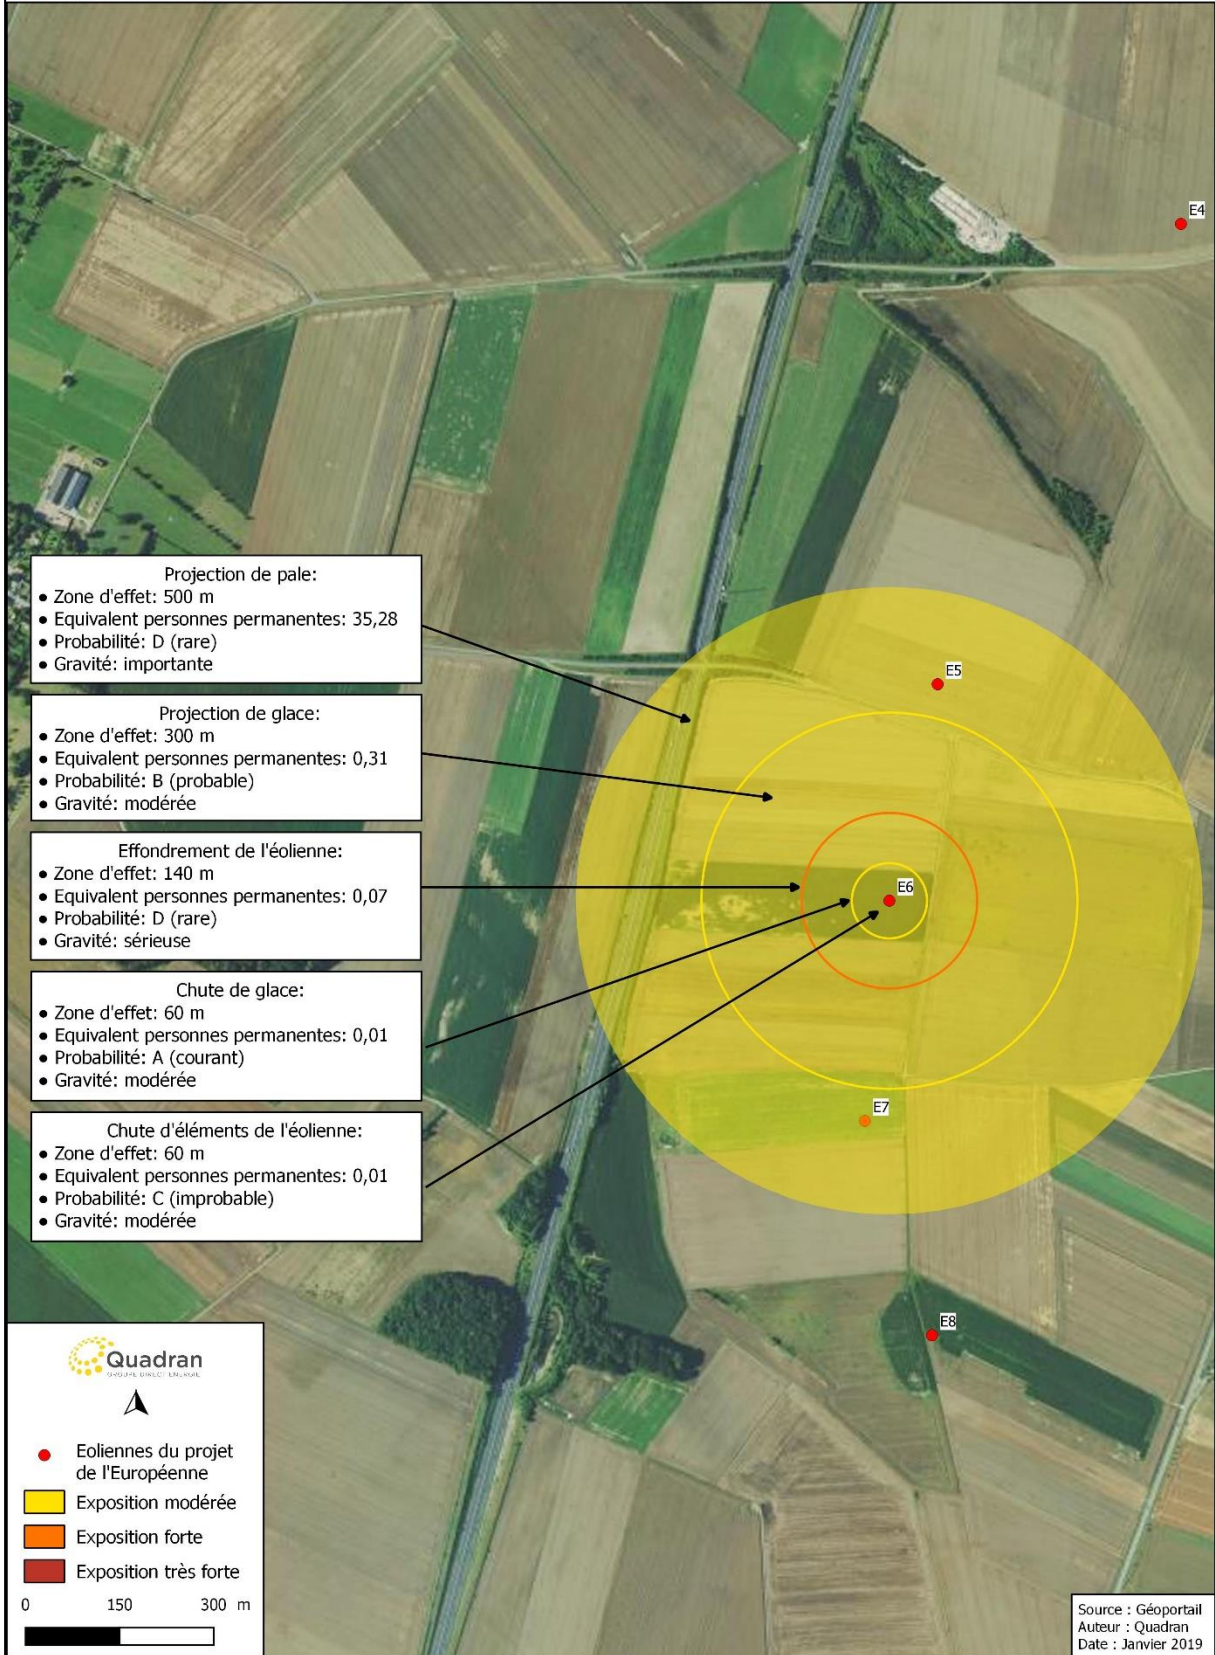 E4
Projection de pale:
● Zone d'effet: 500 m
● Equivalent personnes permanentes: 35,28
● Probabilité: D (rare)
● Gravité: importante
E5
Projection de glace:
● Zone d'effet: 300 m
● Equivalent personnes permanentes: 0,31
● Probabilité: B (probable)
● Gravité: modérée
Effondrement de l'éolienne:
● Zone d'effet: 140 m
● Equivalent personnes permanentes: 0,07
● Probabilité: D (rare)
● Gravité: sérieuse
E6
Chute de glace:
● Zone d'effet: 60 m
● Equivalent personnes permanentes: 0,01
● Probabilité: A (courant)
● Gravité: modérée
E7
Chute d'éléments de l'éolienne:
● Zone d'effet: 60 m
● Equivalent personnes permanentes: 0,01
● Probabilité: C (improbable)
● Gravité: modérée
E8
Quadran
GROUPE DIRECT ENERGIE
Eoliennes du projet
de l'Européenne
Exposition modérée
Exposition forte
Exposition très forte
0 150 300 m
Source : Géoportail
Auteur : Quadran
Date : Janvier 2019